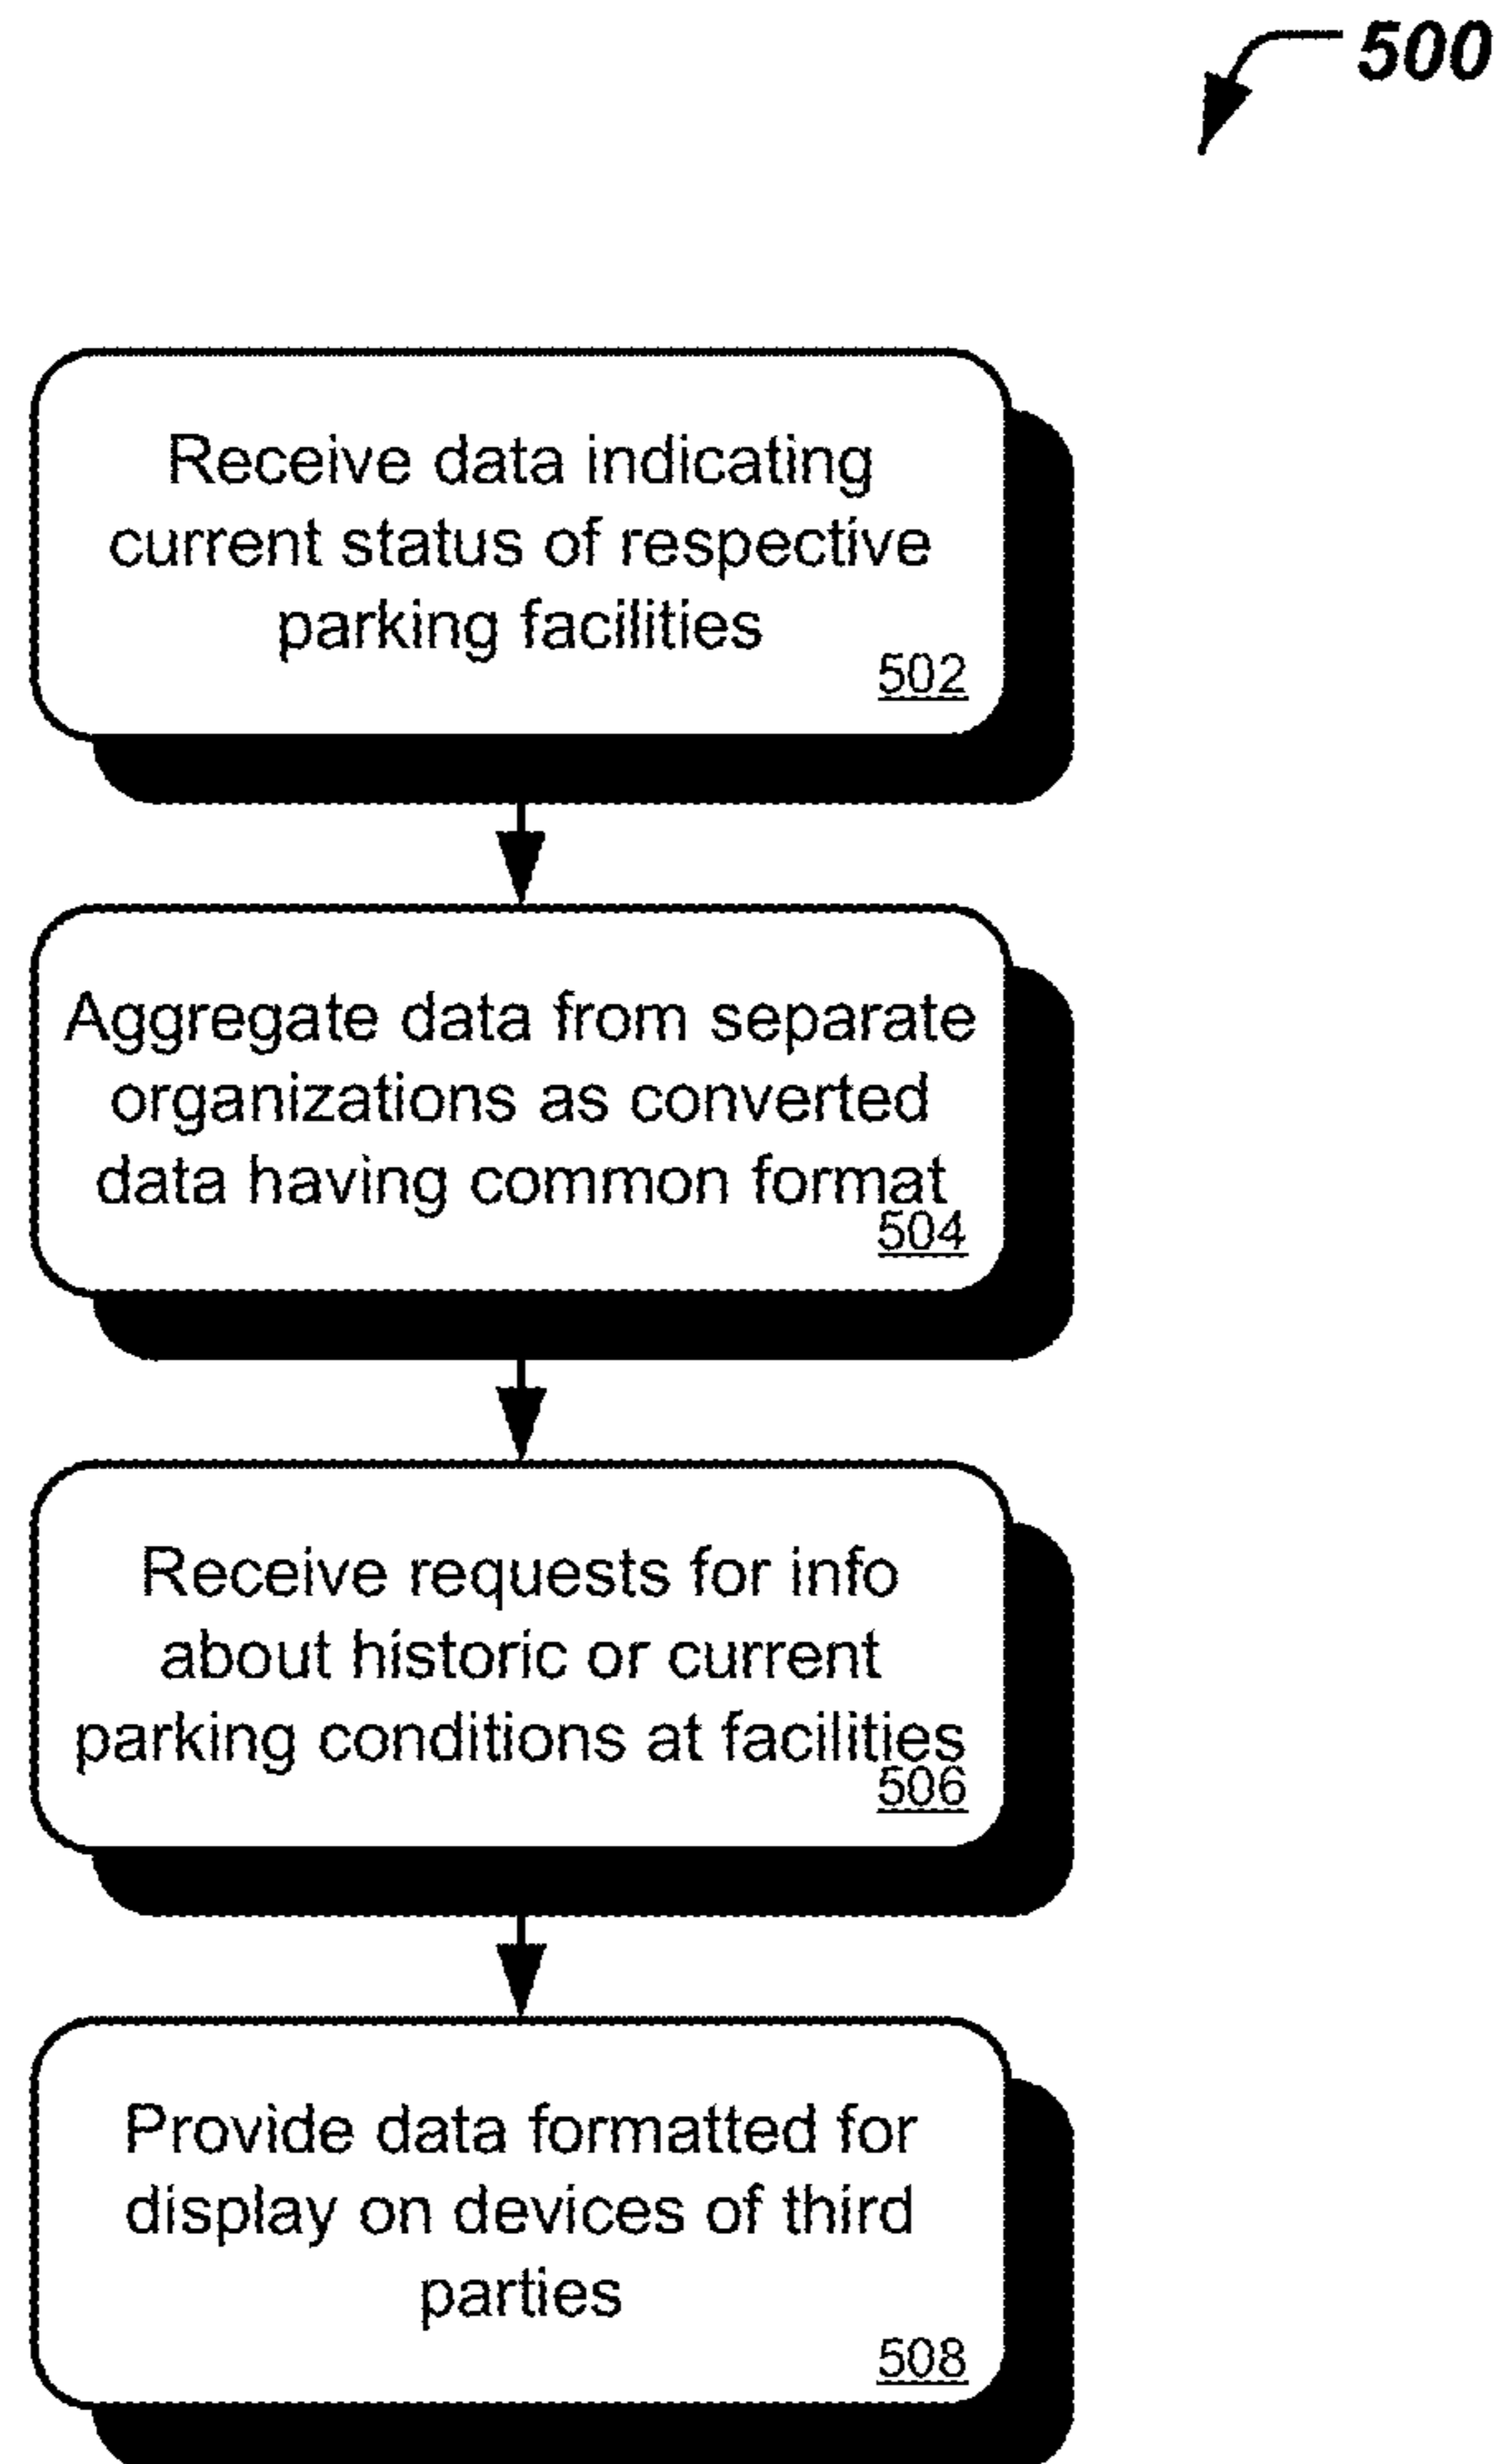 500
Receive data indicating
current status of respective
parking facilities
502
Aggregate data from separate
organizations as converted
data having common format
504
Receive requests for info
about historic or current
parking conditions at facilities
506
Provide data formatted for
display on devices of third
parties
508